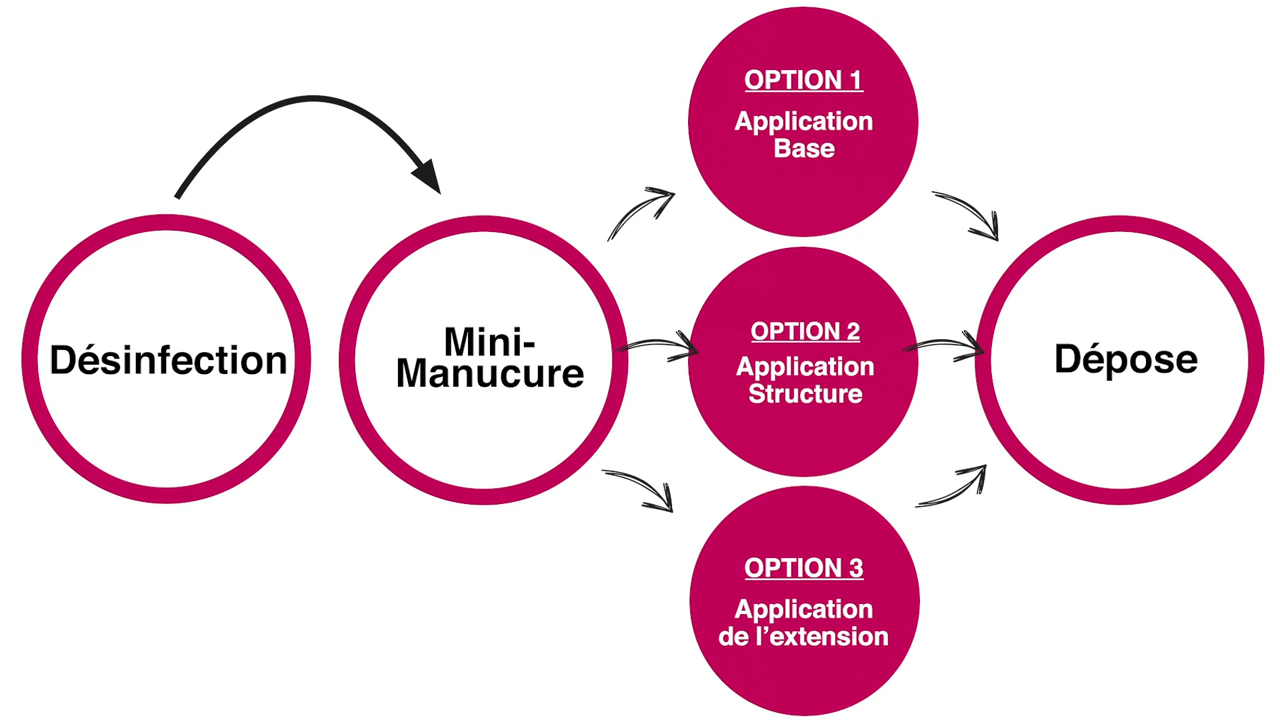 Désinfection
Mini-
Manucure
OPTION 1
Application
Base
OPTION 2
Application
Structure
OPTION 3
Application
de l’extension
Dépose